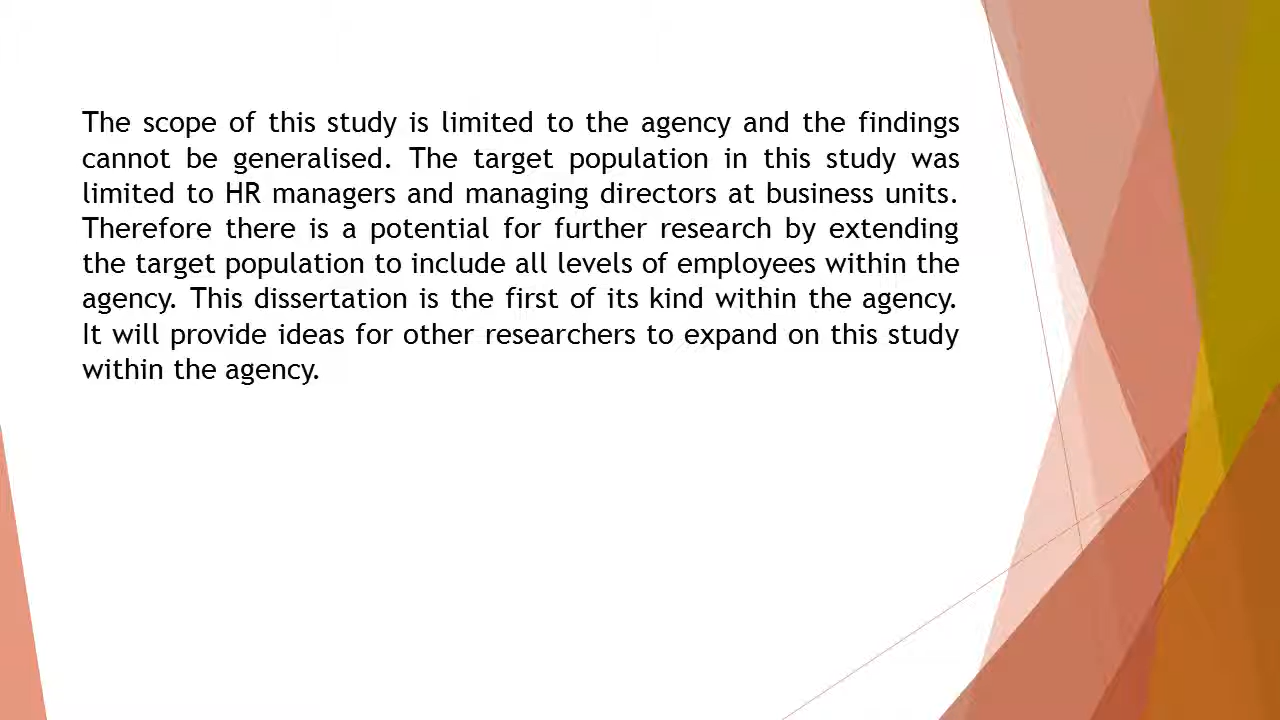 The scope of this study is limited to the agency and the findings
cannot be generalised. The target population in this study was
limited to HR managers and managing directors at business units.
Therefore there is a potential for further research by extending
the target population to include all levels of employees within the
agency. This dissertation is the first of its kind within the agency.
It will provide ideas for other researchers to expand on this study
within the agency.